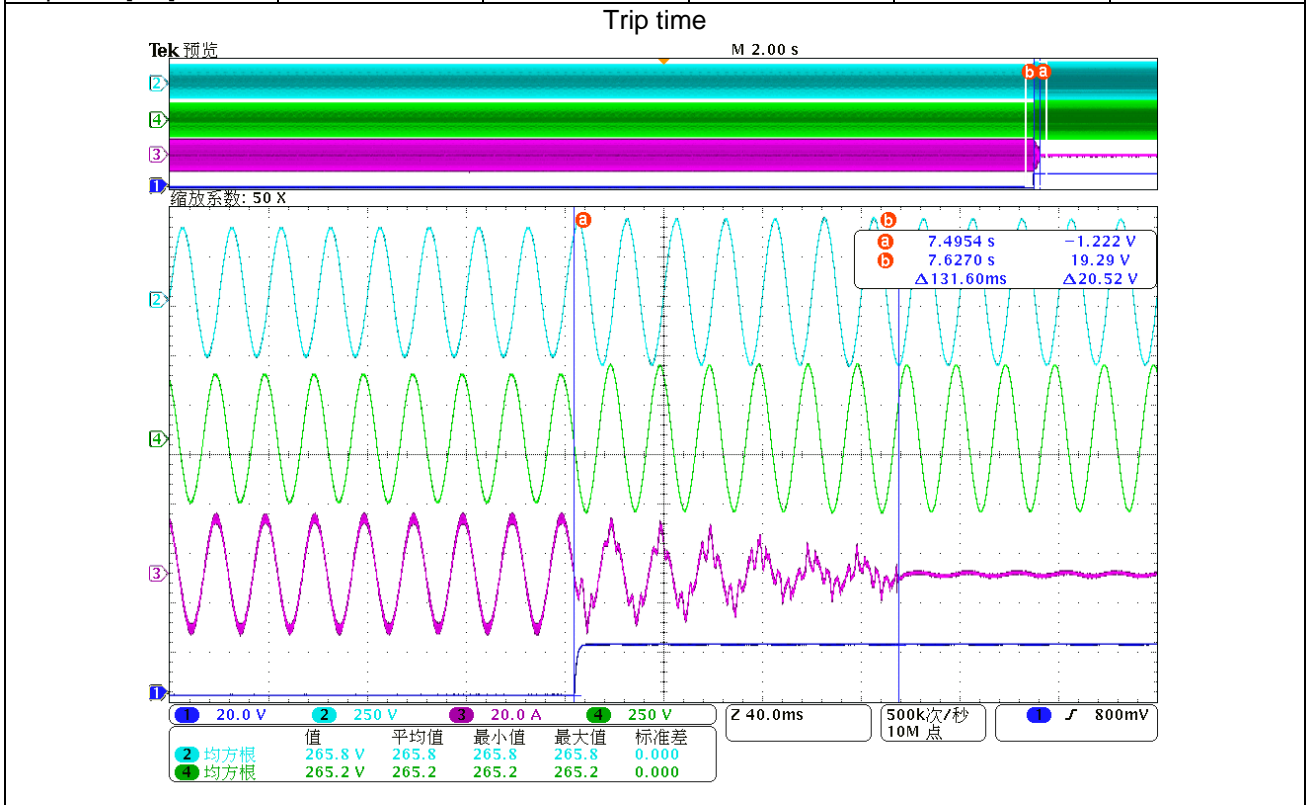 Trip time
Tek 预览 M 2.00 s
b a
2
4
3
1
缩放系数: 50 X
a b
a 7.4954 s −1.222 V
b 7.6270 s 19.29 V
Δ131.60ms Δ20.52 V
2
4
3
1
1 20.0 V 2 250 V 3 20.0 A 4 250 V Z 40.0ms 500k次/秒 1 800mV
10M 点
值 平均值 最小值 最大值 标准差
2 均方根 265.8 V 265.8 265.8 265.8 0.000
4 均方根 265.2 V 265.2 265.2 265.2 0.000